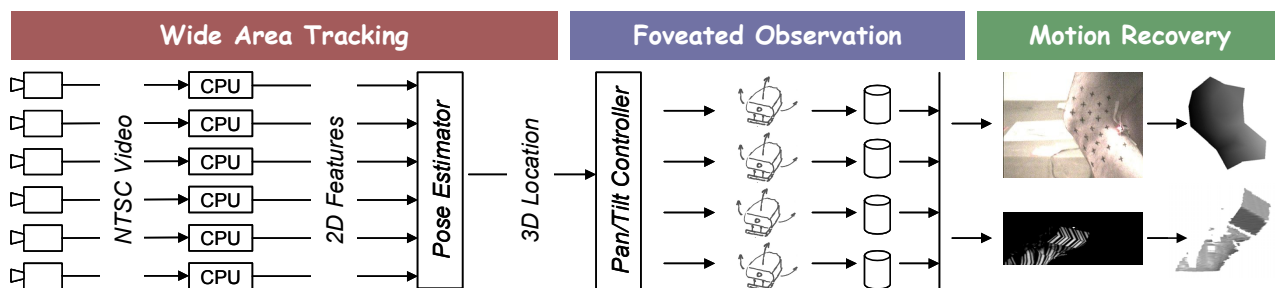 Wide Area Tracking
Foveated Observation
Motion Recovery
NTSC Video
CPU
CPU
CPU
CPU
CPU
CPU
2D Features
Pose Estimator
3D Location
Pan/Tilt Controller